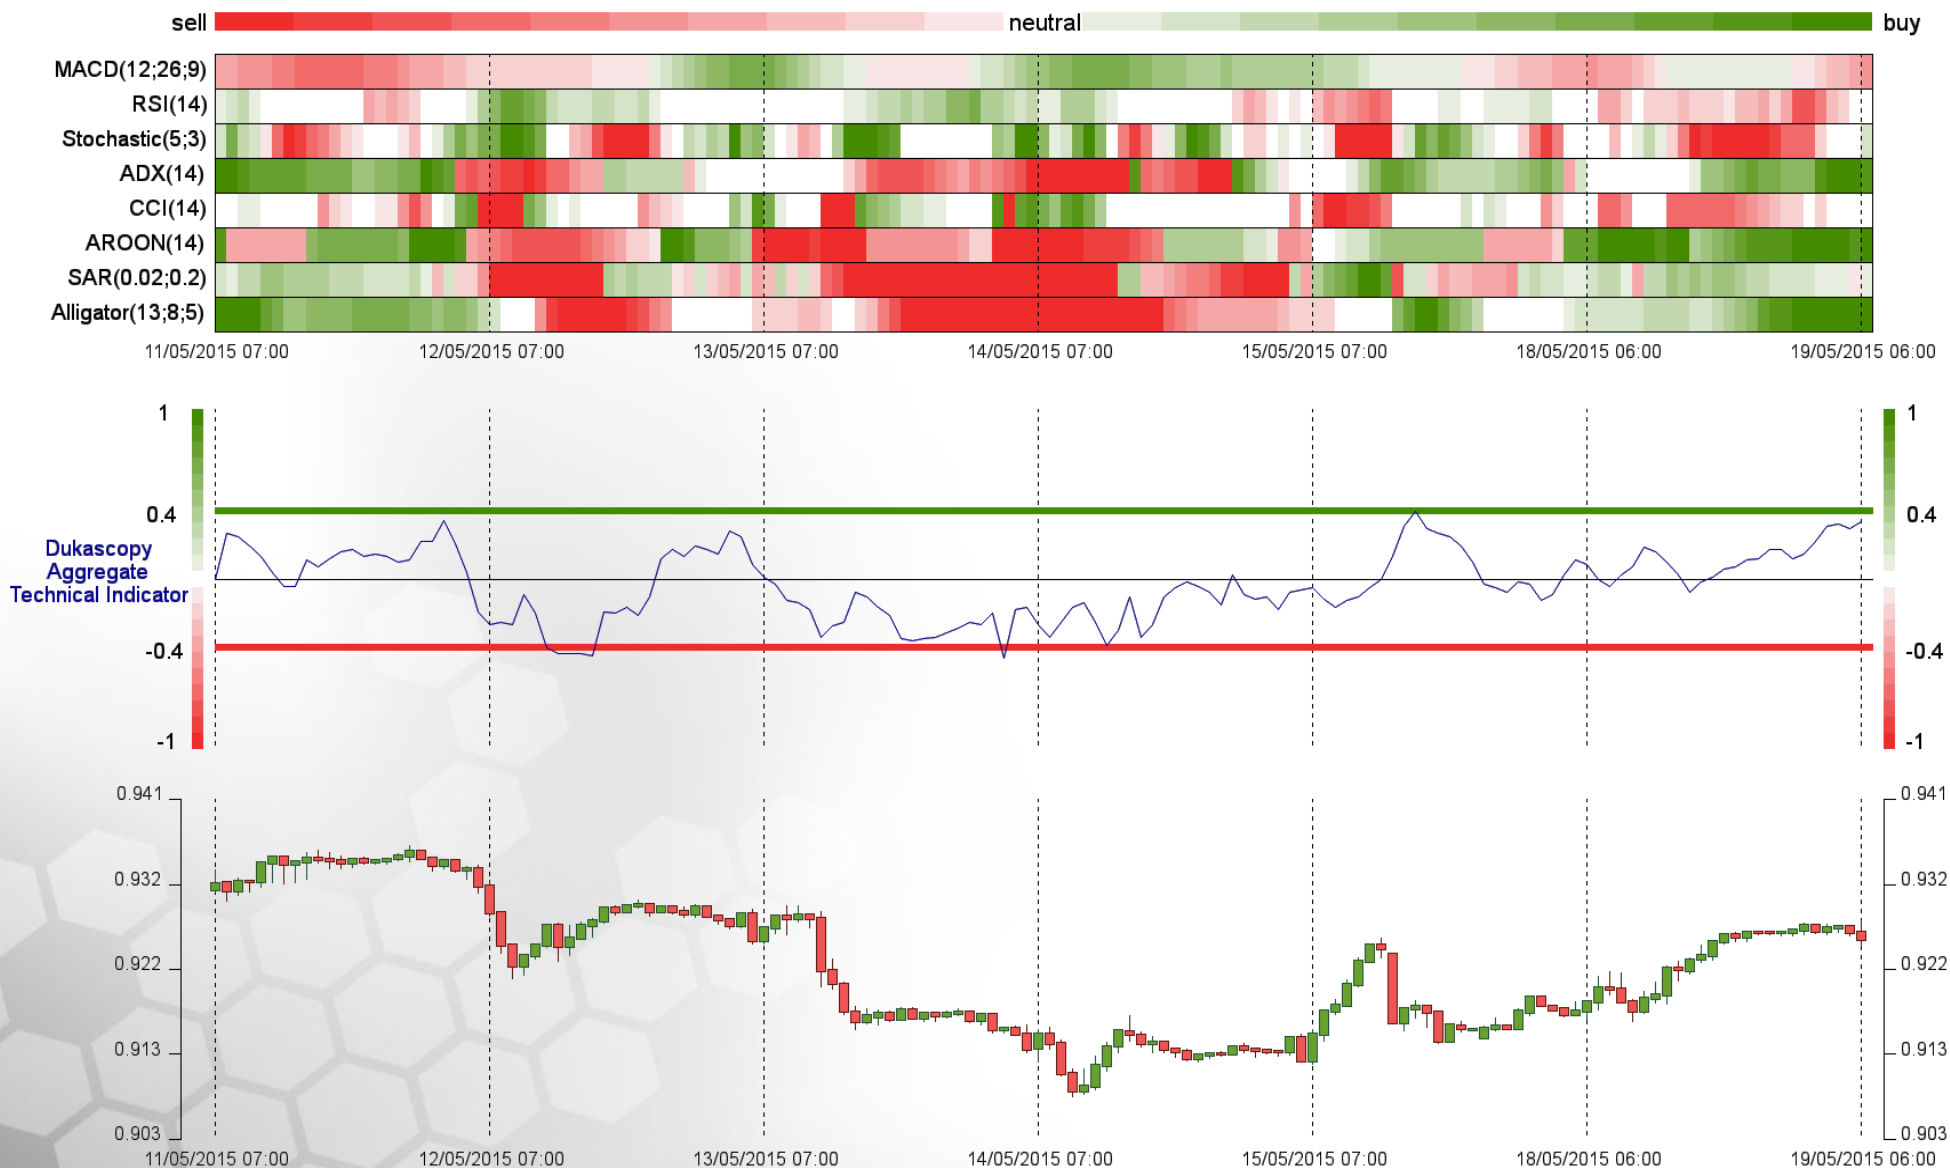 sell neutral buy
MACD(12;26;9)
RSI(14)
Stochastic(5;3)
ADX(14)
CCI(14)
AROON(14)
SAR(0.02;0.2)
Alligator(13;8;5)
11/05/2015 07:00 12/05/2015 07:00 13/05/2015 07:00 14/05/2015 07:00 15/05/2015 07:00 18/05/2015 06:00 19/05/2015 06:00
1 1
0.4 0.4
Dukascopy
Aggregate
Technical Indicator
-0.4 -0.4
-1 -1
0.941 0.941
0.932 0.932
0.922 0.922
0.913 0.913
0.903 0.903
11/05/2015 07:00 12/05/2015 07:00 13/05/2015 07:00 14/05/2015 07:00 15/05/2015 07:00 18/05/2015 06:00 19/05/2015 06:00